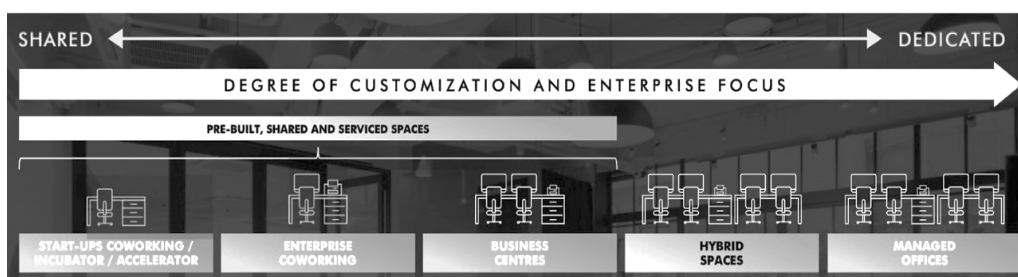 SHARED
DEDICATED
DEGREE OF CUSTOMIZATION AND ENTERPRISE FOCUS
PRE-BUILT, SHARED AND SERVICED SPACES
START-UPS COWORKING /
INCUBATOR / ACCELERATOR
ENTERPRISE
COWORKING
BUSINESS
CENTRES
HYBRID
SPACES
MANAGED
OFFICES